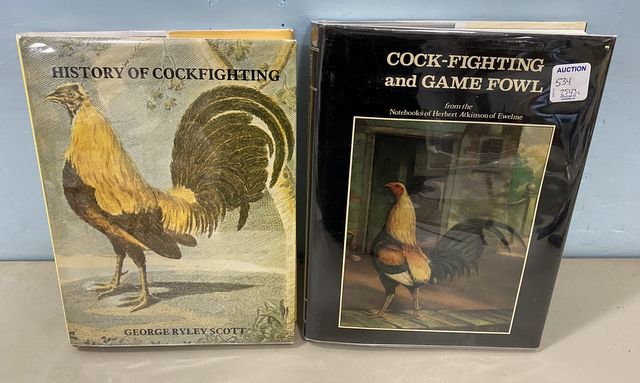 HISTORY OF COCKFIGHTING
GEORGE RYLEY SCOTT
COCK-FIGHTING
and GAME FOWL
from the
Notebooks of Herbert Atkinson of Ewelme
AUCTION
534